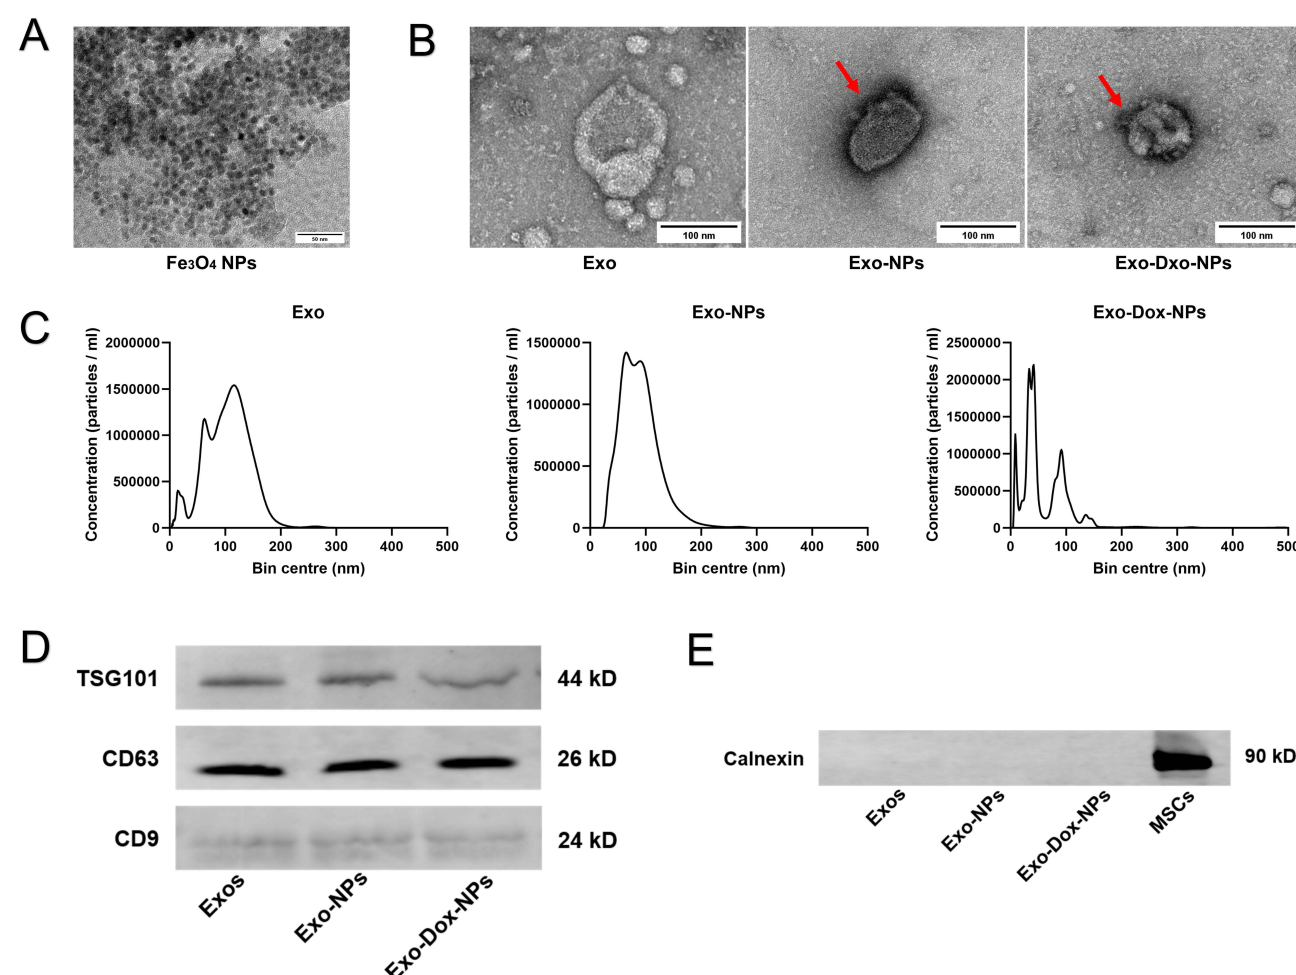 A
B
50 nm
100 nm
100 nm
100 nm
Fe3O4 NPs
Exo
Exo-NPs
Exo-Dxo-NPs
C
Exo
Concentration (particles / ml)
2000000
1500000
1000000
500000
0
0 100 200 300 400 500
Bin centre (nm)
Exo-NPs
Concentration (particles / ml)
1500000
1000000
500000
0
0 100 200 300 400 500
Bin centre (nm)
Exo-Dox-NPs
Concentration (particles / ml)
2500000
2000000
1500000
1000000
500000
0
0 100 200 300 400 500
Bin centre (nm)
D
TSG101 44 kD
CD63 26 kD
CD9 24 kD
Exos
Exo-NPs
Exo-Dox-NPs
E
Calnexin 90 kD
Exos
Exo-NPs
Exo-Dox-NPs
MSCs